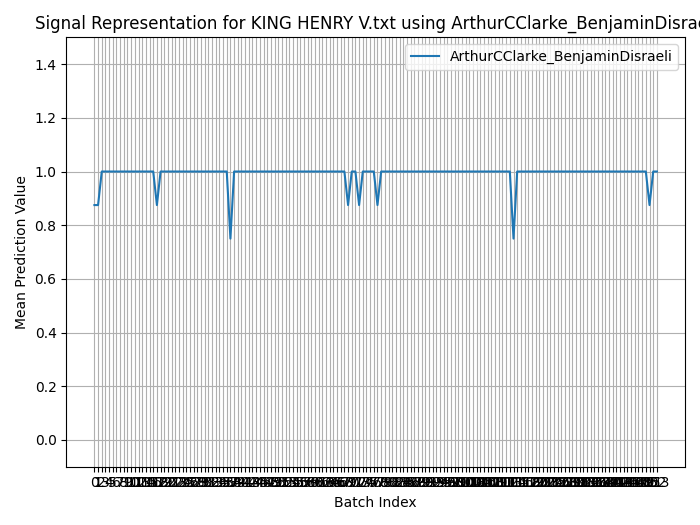 Signal Representation for KING HENRY V.txt using ArthurCClarke_BenjaminDisrae
ArthurCClarke_BenjaminDisraeli
1.4
1.2
1.0
0.8
0.6
0.4
0.2
0.0
Mean Prediction Value
Batch Index